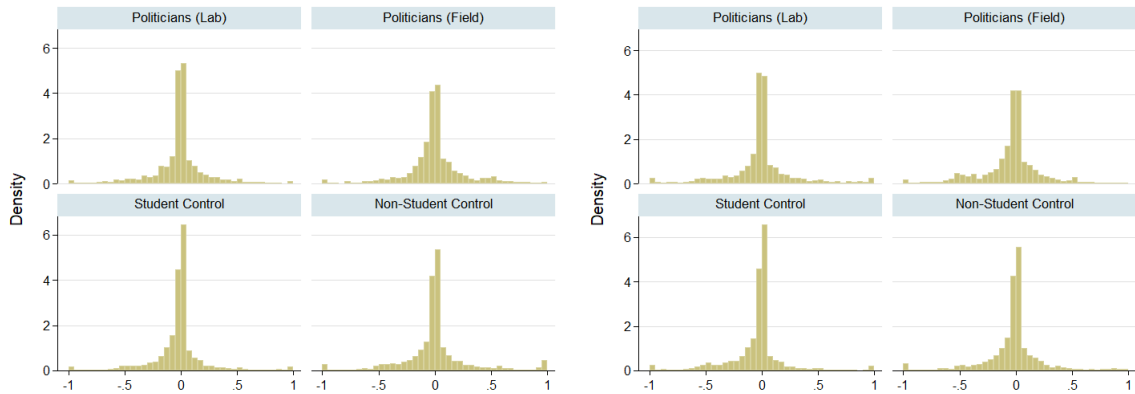 Politicians (Lab) Politicians (Field)
6
4
2
0
Student Control Non-Student Control
6
4
2
0
-1 -.5 0 .5 1 -1 -.5 0 .5 1
Density
Politicians (Lab) Politicians (Field)
6
4
2
0
Student Control Non-Student Control
6
4
2
0
-1 -.5 0 .5 1 -1 -.5 0 .5 1
Density